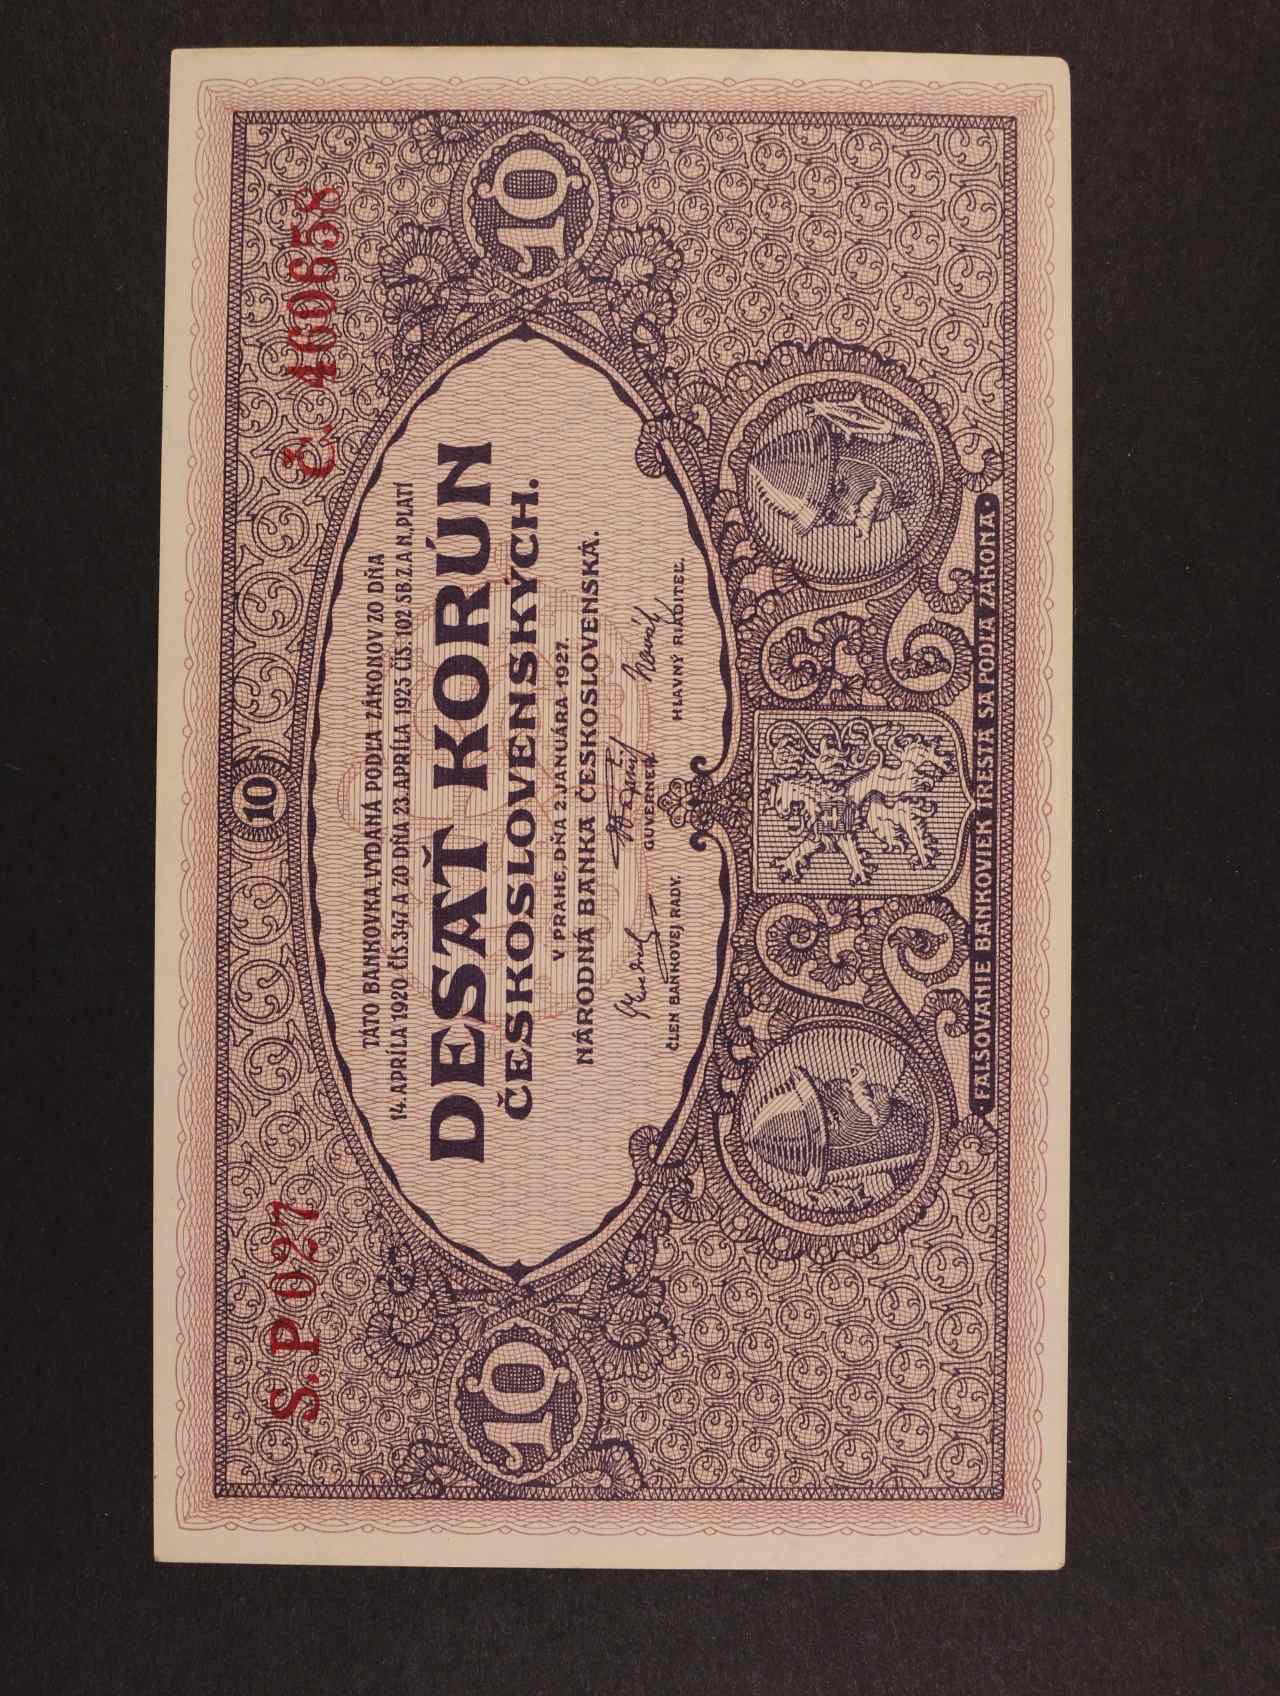 S. P 027
10
č. 460658
TÁTO BANKOVKA, VYDANÁ PODĽA ZÁKONOV ZO DŇA
14. APRÍLA 1920 ČÍS. 347 A ZO DŇA 23. APRÍLA 1925 ČÍS. 102 SB. Z. A N., PLATÍ
DESAŤ KORÚN
ČESKOSLOVENSKÝCH.
10
10
V PRAHE, DŇA 2. JANUÁRA 1927.
NÁRODNÁ BANKA ČESKOSLOVENSKÁ.
ČLEN BANKOVEJ RADY.
GUVERNÉR.
HLAVNÝ RIADITEĽ.
·FALŠOVANIE BANKOVIEK TRESTÁ SA PODĽA ZÁKONA·